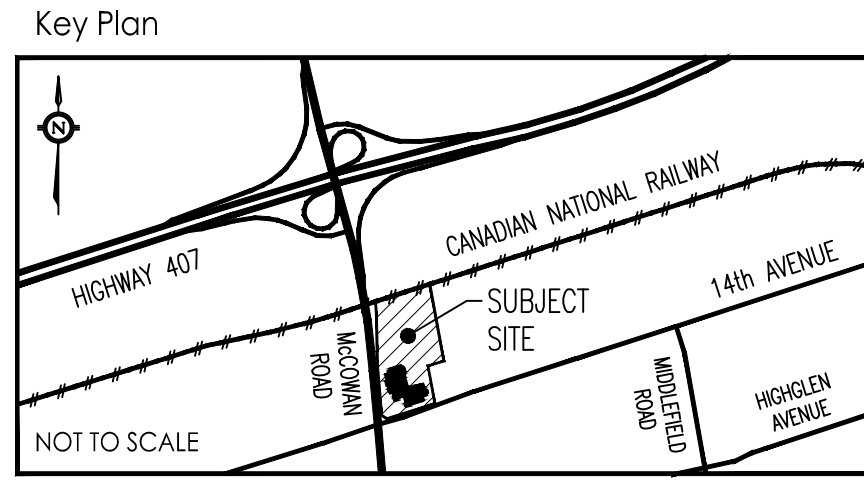 Key Plan
N
CANADIAN NATIONAL RAILWAY
HIGHWAY 407
14th AVENUE
SUBJECT
SITE
McCOWAN
ROAD
MIDDLEFIELD
ROAD
HIGHGLEN
AVENUE
NOT TO SCALE